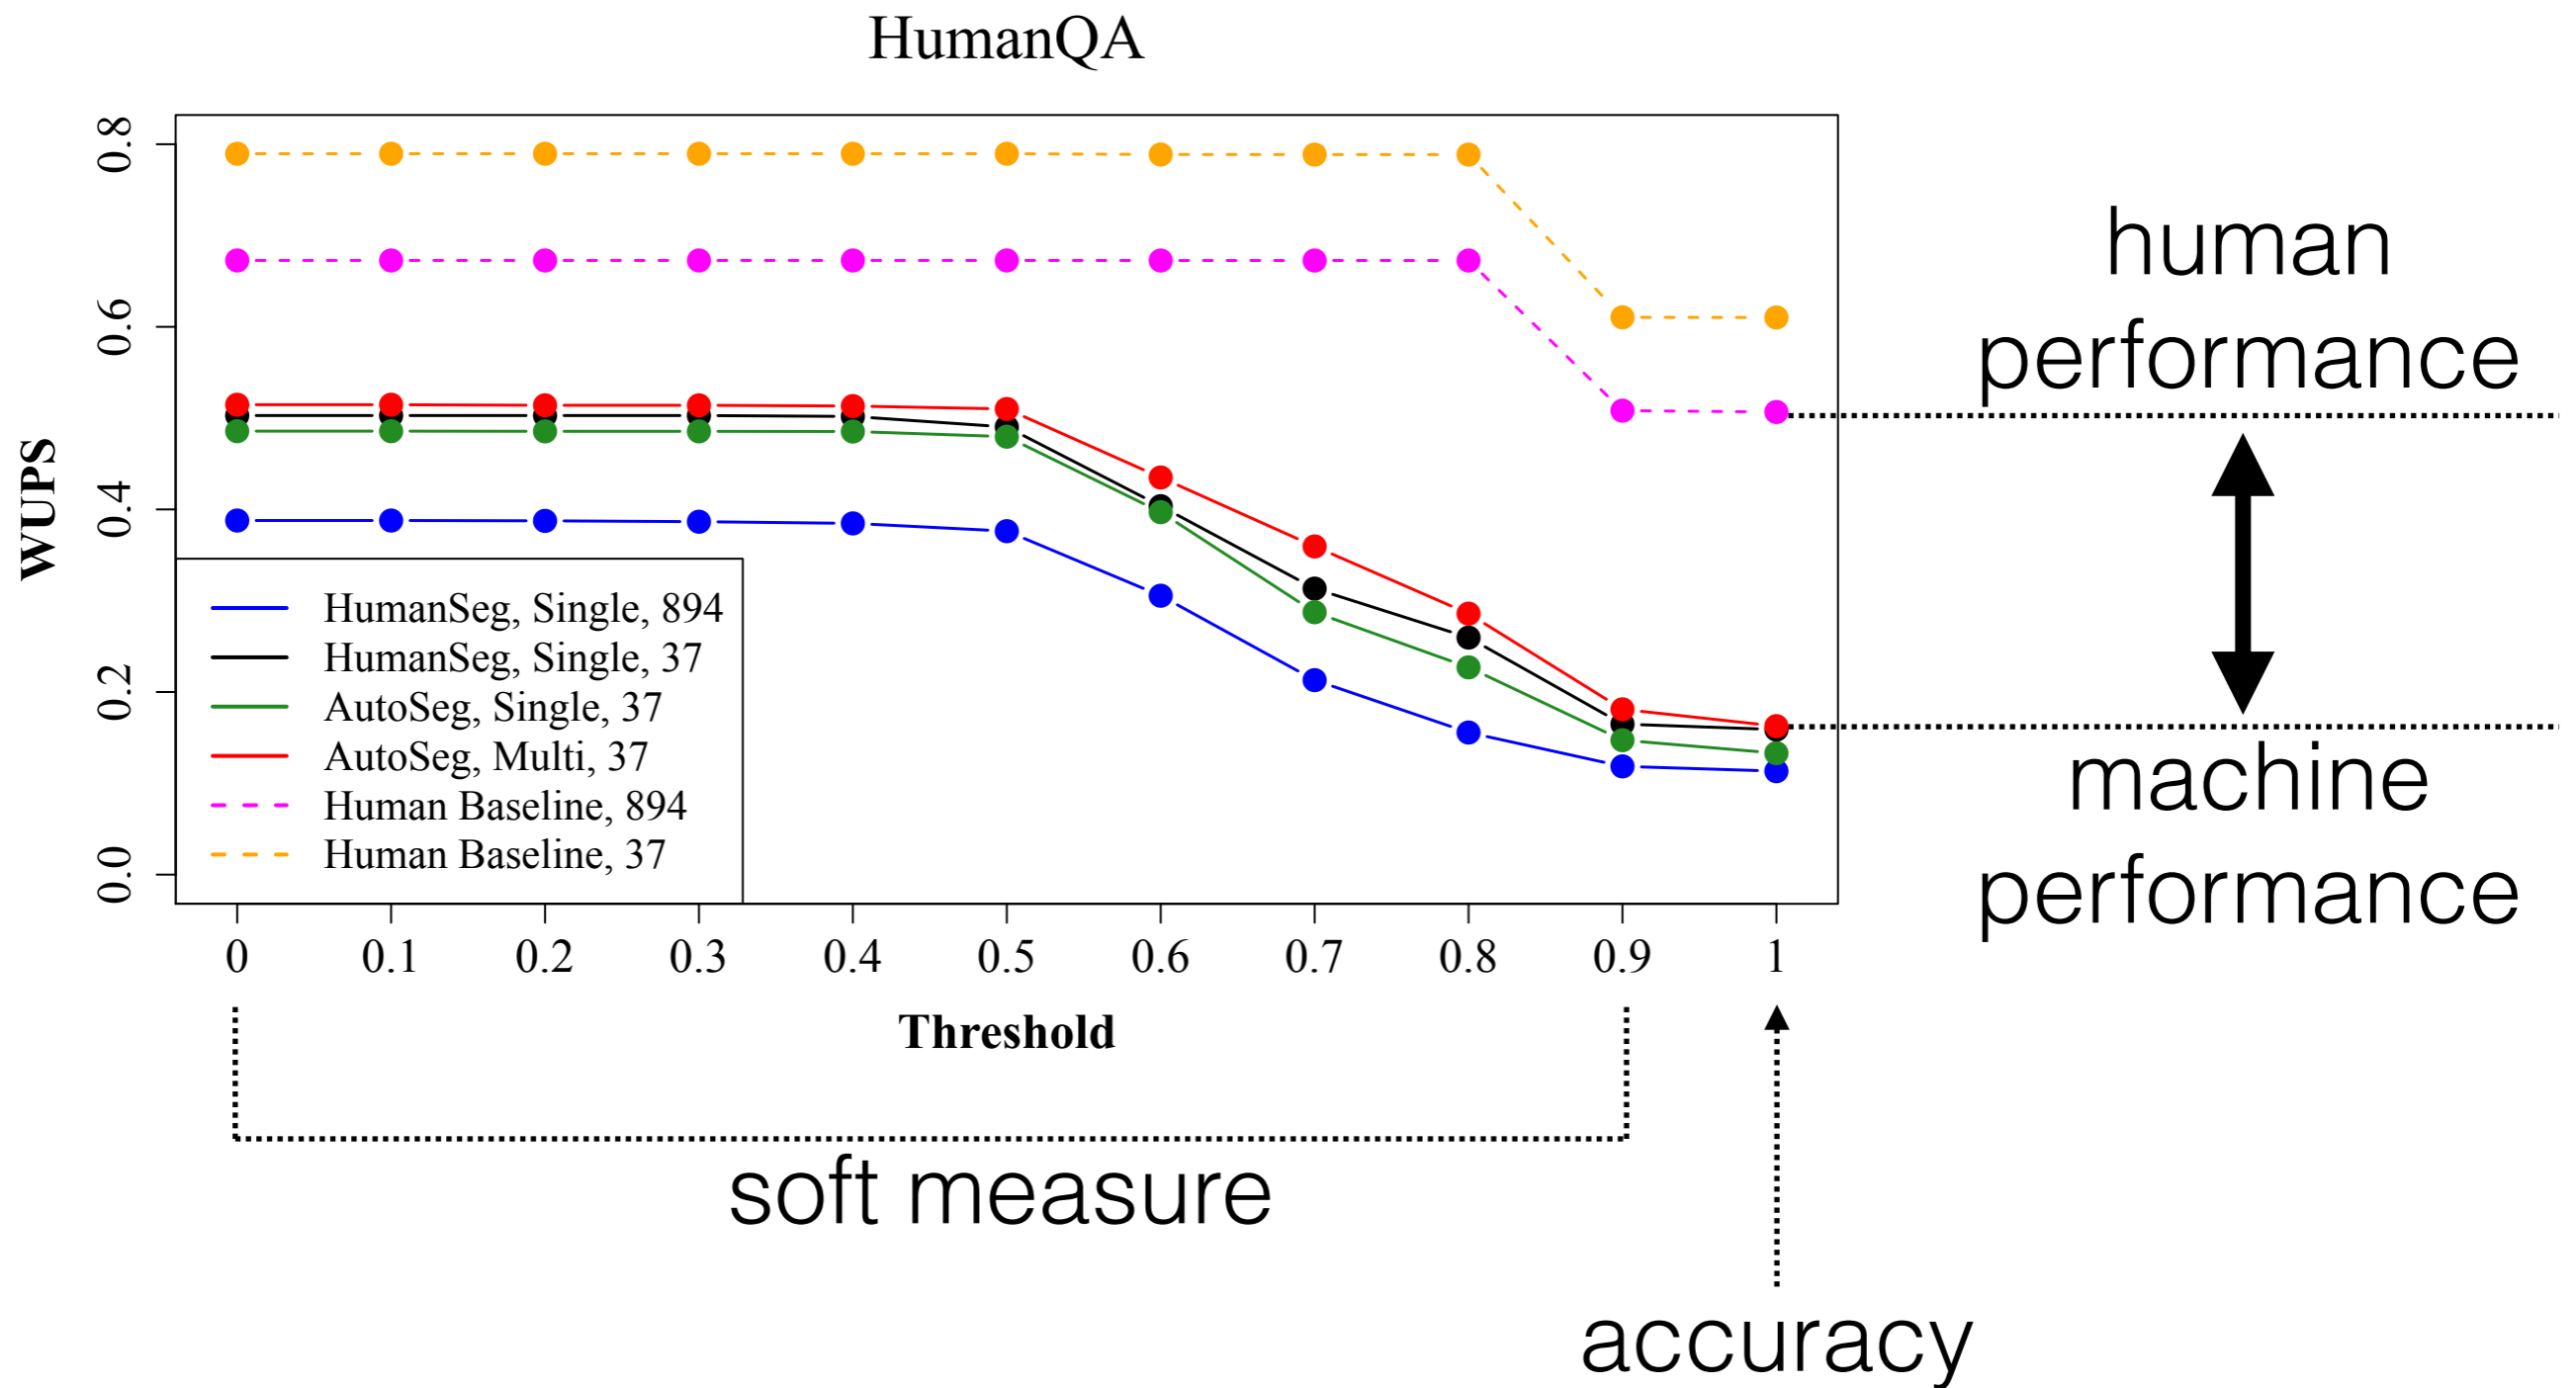 HumanQA
WUPS
0.8
0.6
0.4
0.2
0.0
HumanSeg, Single, 894
HumanSeg, Single, 37
AutoSeg, Single, 37
AutoSeg, Multi, 37
Human Baseline, 894
Human Baseline, 37
0 0.1 0.2 0.3 0.4 0.5 0.6 0.7 0.8 0.9 1
Threshold
human
performance
machine
performance
soft measure
accuracy